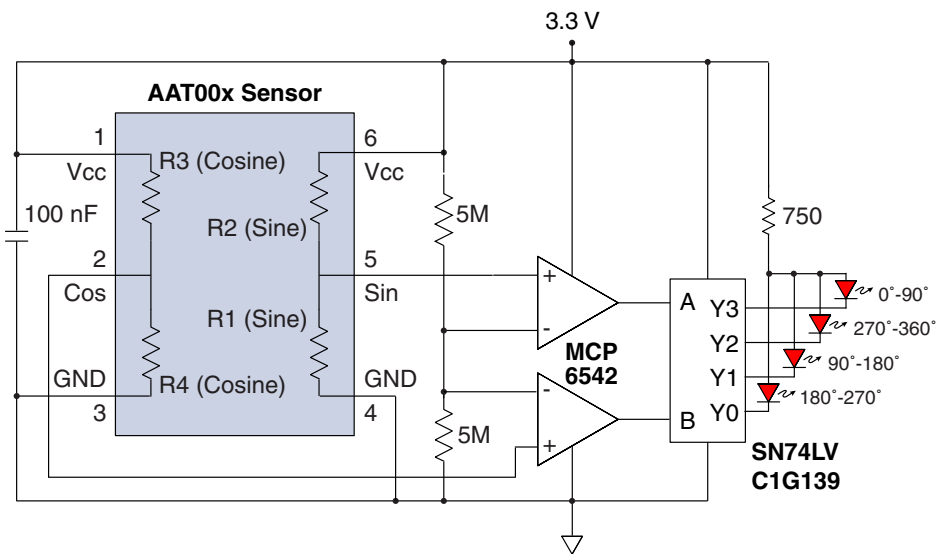 3.3 V
AAT00x Sensor
1
Vcc
R3 (Cosine)
6
Vcc
100 nF
R2 (Sine)
5M
750
2
Cos
5
Sin
+
-
MCP
6542
R1 (Sine)
GND
3
R4 (Cosine)
GND
4
5M
-
+
A
B
Y3
Y2
Y1
Y0
0˚-90˚
270˚-360˚
90˚-180˚
180˚-270˚
SN74LV
C1G139